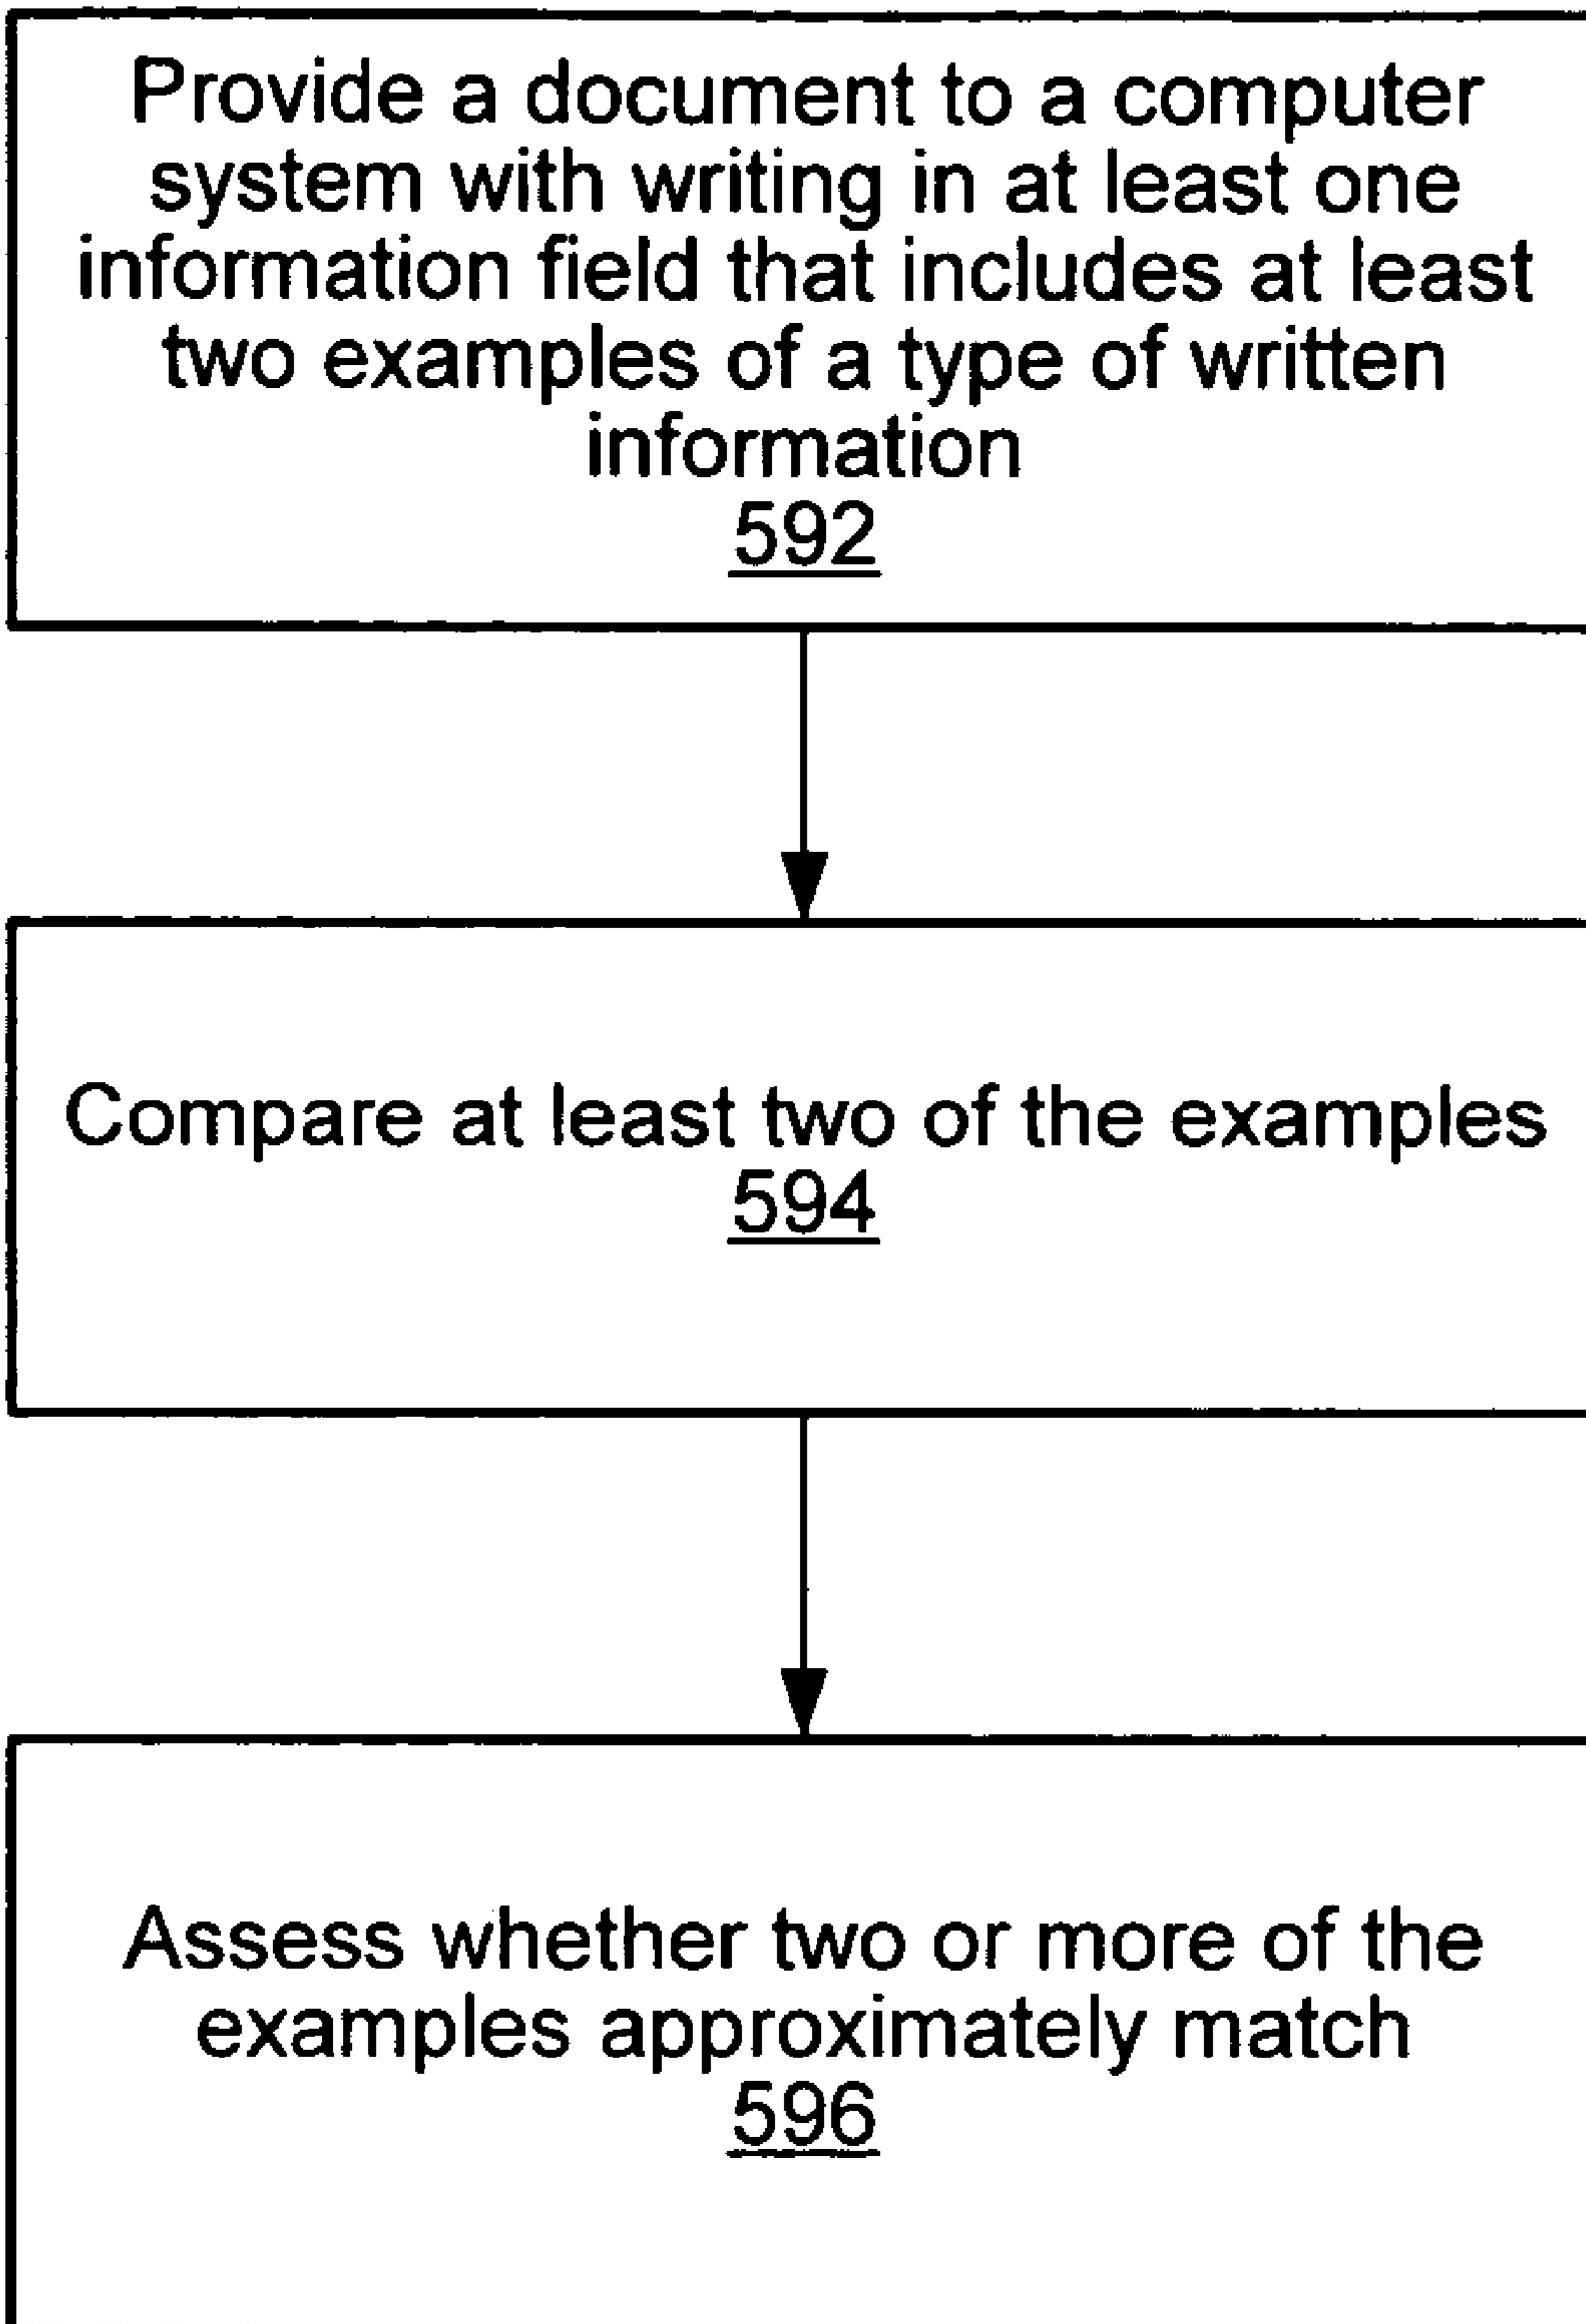 Provide a document to a computer
system with writing in at least one
information field that includes at least
two examples of a type of written
information
592
Compare at least two of the examples
594
Assess whether two or more of the
examples approximately match
596